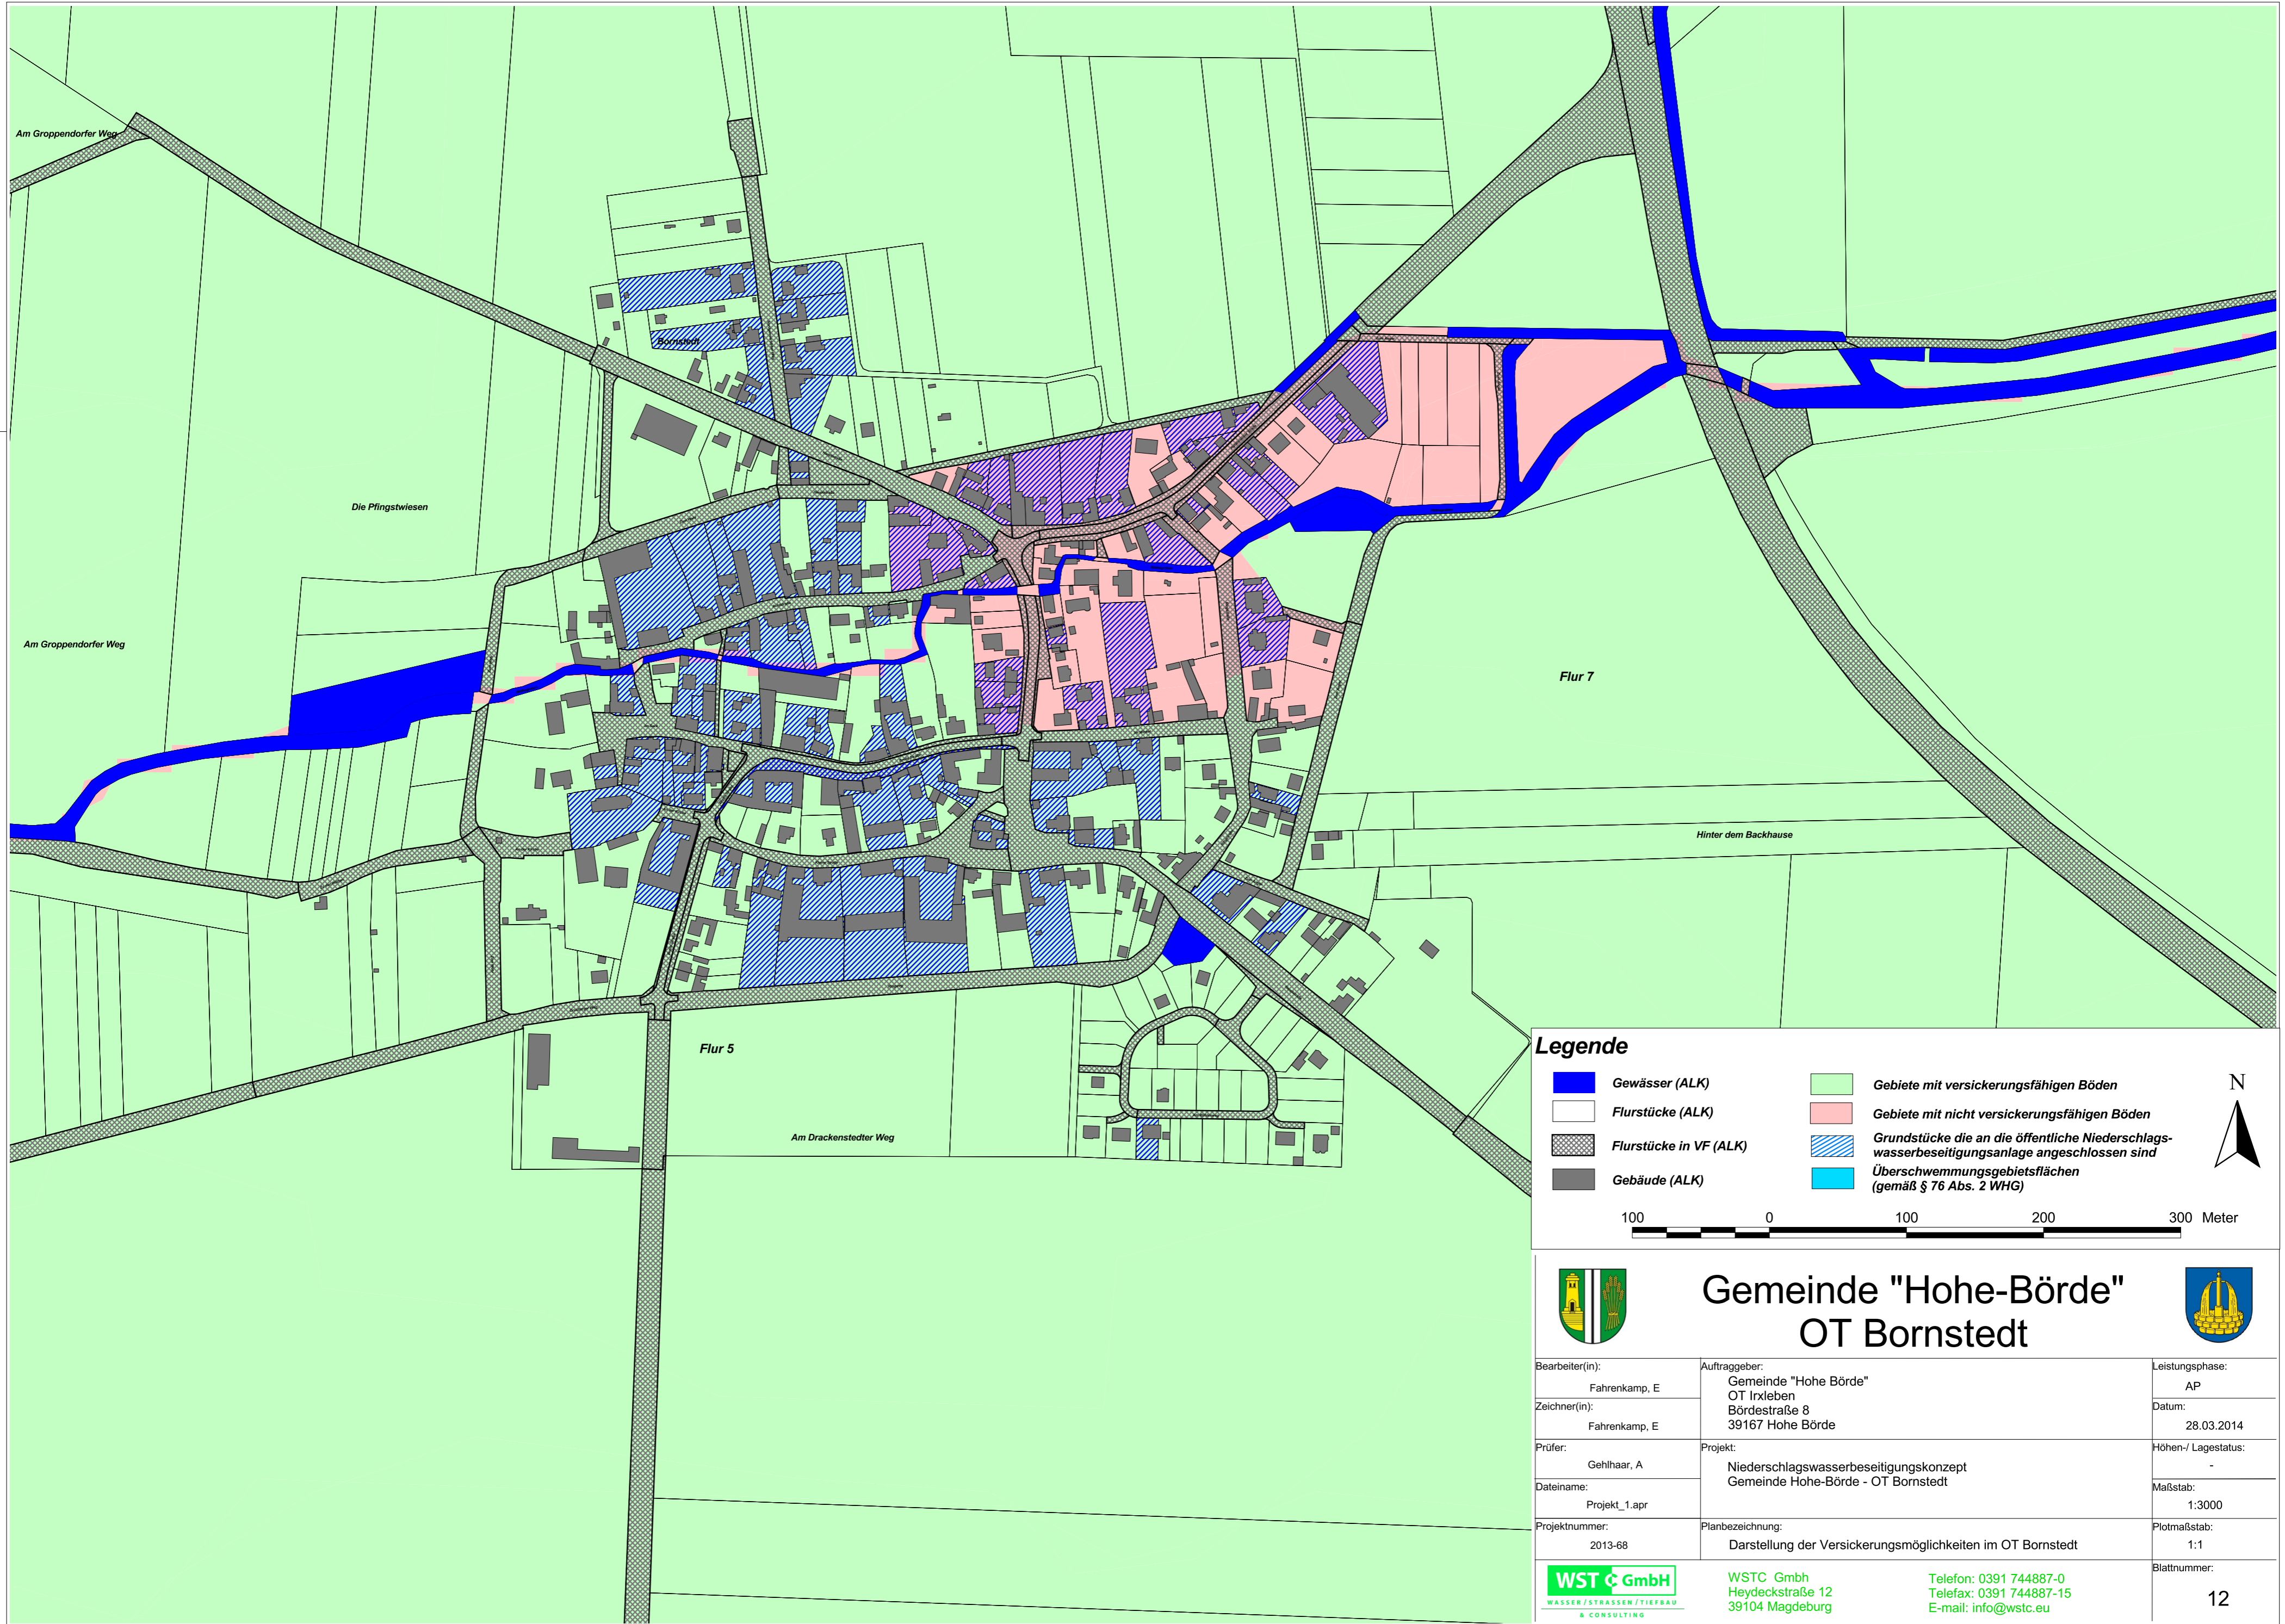 Am Groppendorfer Weg
Bornstedt
Die Pfingstwiesen
Am Groppendorfer Weg
Flur 7
Hinter dem Backhause
Flur 5
Am Drackenstedter Weg
Legende
Gewässer (ALK)
Flurstücke (ALK)
Flurstücke in VF (ALK)
Gebäude (ALK)
Gebiete mit versickerungsfähigen Böden
Gebiete mit nicht versickerungsfähigen Böden
Grundstücke die an die öffentliche Niederschlags-
wasserbeseitigungsanlage angeschlossen sind
Überschwemmungsgebietsflächen
(gemäß § 76 Abs. 2 WHG)
N
100 0 100 200 300 Meter
Gemeinde "Hohe-Börde"
OT Bornstedt
Bearbeiter(in):
Fahrenkamp, E
Zeichner(in):
Fahrenkamp, E
Prüfer:
Gehlhaar, A
Dateiname:
Projekt_1.apr
Projektnummer:
2013-68
Auftraggeber:
Gemeinde "Hohe Börde"
OT Irxleben
Bördestraße 8
39167 Hohe Börde
Projekt:
Niederschlagswasserbeseitigungskonzept
Gemeinde Hohe-Börde - OT Bornstedt
Planbezeichnung:
Darstellung der Versickerungsmöglichkeiten im OT Bornstedt
Leistungsphase:
AP
Datum:
28.03.2014
Höhen-/ Lagestatus:
-
Maßstab:
1:3000
Plotmaßstab:
1:1
Blattnummer:
12
WSTC GmbH
WASSER / STRASSEN / TIEFBAU
& CONSULTING
WSTC Gmbh
Heydeckstraße 12
39104 Magdeburg
Telefon: 0391 744887-0
Telefax: 0391 744887-15
E-mail: info@wstc.eu